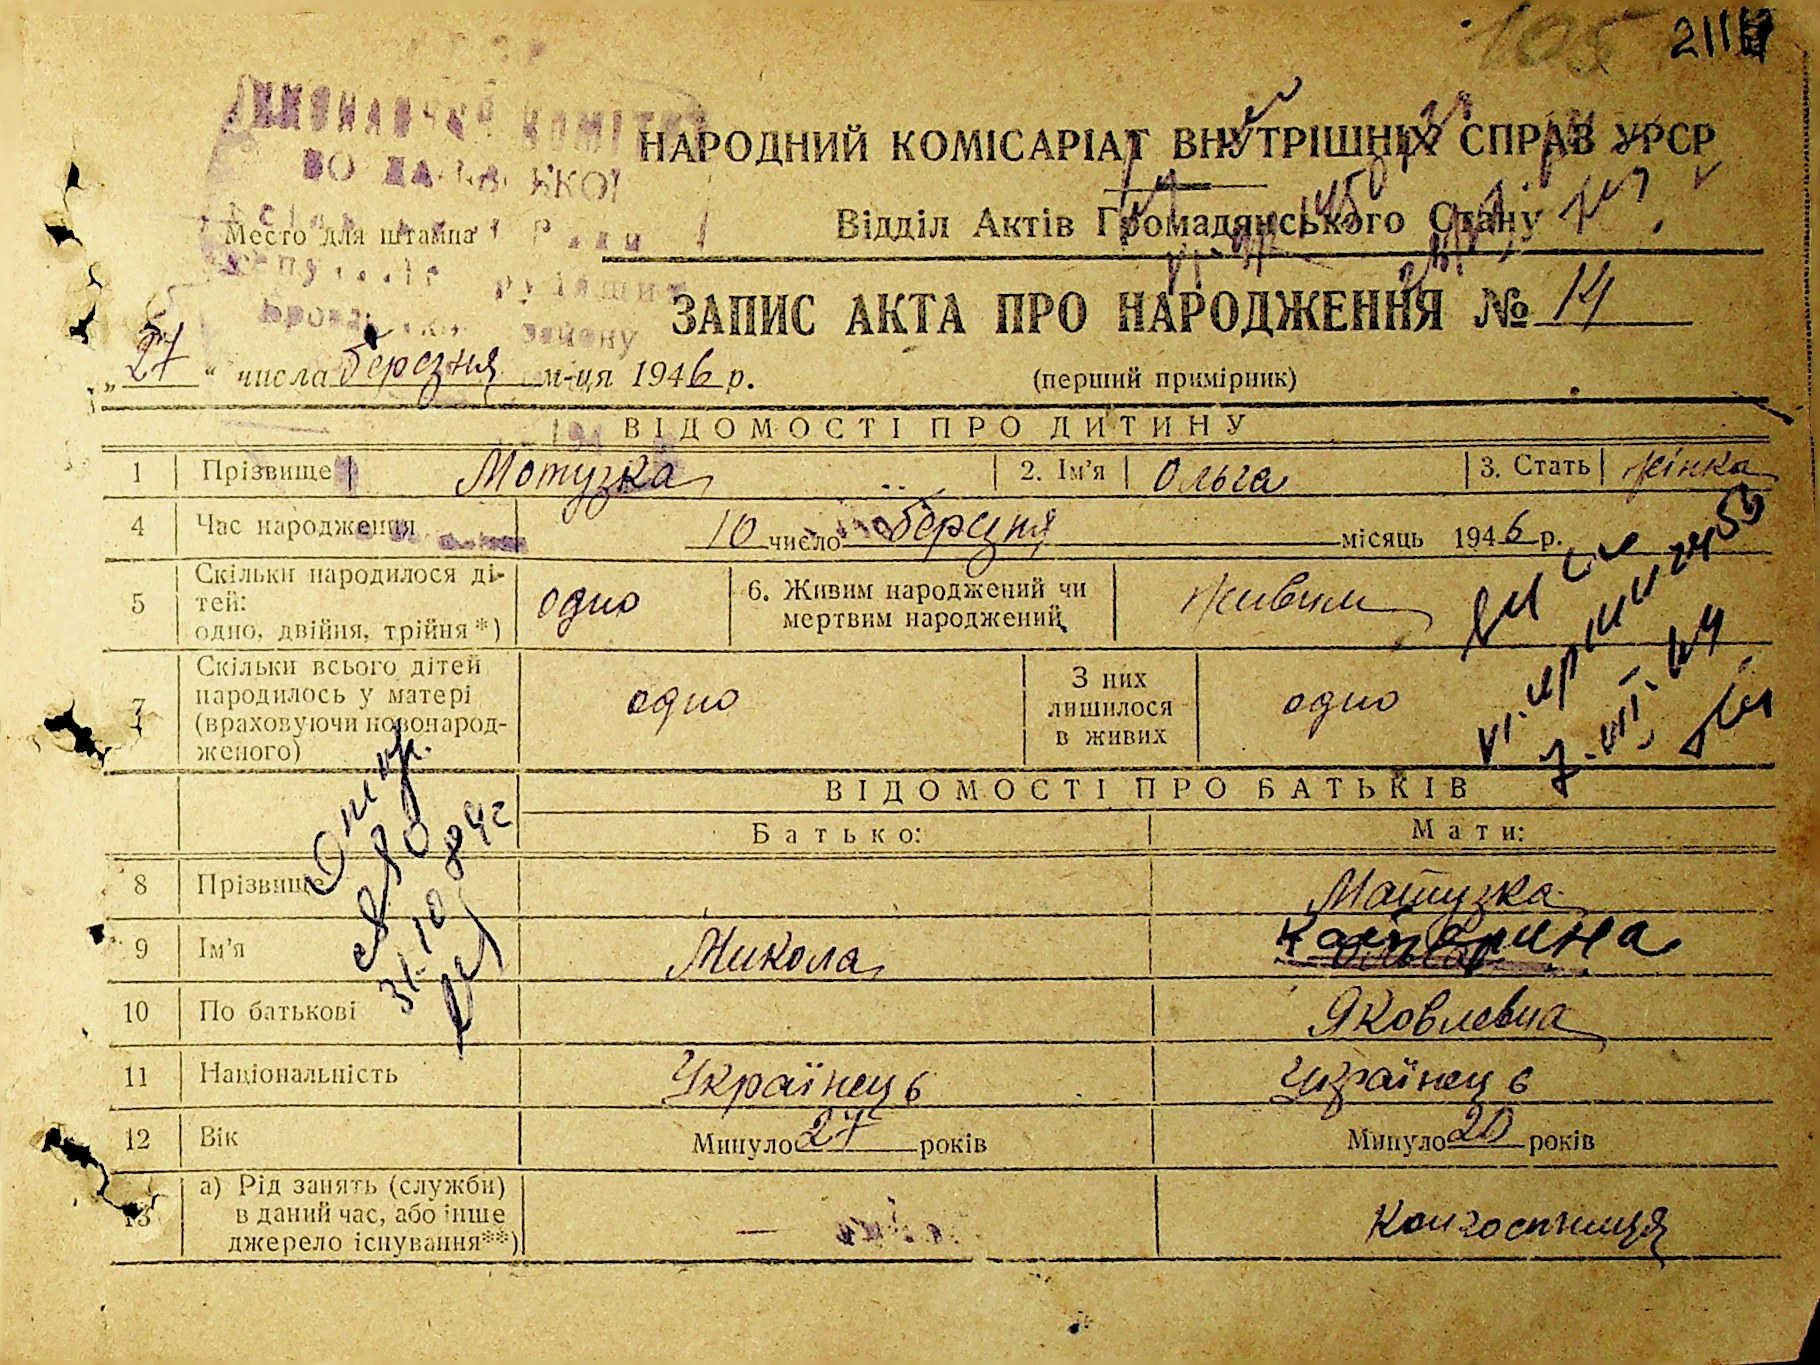 105
НАРОДНИЙ КОМІСАРІАТ ВНУТРІШНІХ СПРАВ УРСР
Відділ Актів Громадянського Стану
Место для штампа
ЗАПИС АКТА ПРО НАРОДЖЕННЯ № 14
„27“ числа березня м-ця 1946 р.
(перший примірник)
ВІДОМОСТІ ПРО ДИТИНУ
1 Прізвище Мотузка 2. Ім'я Ольга 3. Стать жінка
4 Час народження 10 число березня місяць 1946 р.
5 Скільки народилося ді-
тей:
одно, двійня, трійня *) одно 6. Живим народжений чи
мертвим народжений живим
7 Скільки всього дітей
народилось у матері
(враховуючи новонарод-
женого) одно З них
лишилося
в живих одно
ВІДОМОСТІ ПРО БАТЬКІВ
Батько: Мати:
8 Прізвище Мотузка
9 Ім'я Микола Катерина
10 По батькові Яковлевна
11 Національність Українець Українець
12 Вік Минуло 27 років Минуло 20 років
13 а) Рід занять (служби)
в даний час, або інше
джерело існування**) — Колгоспниця